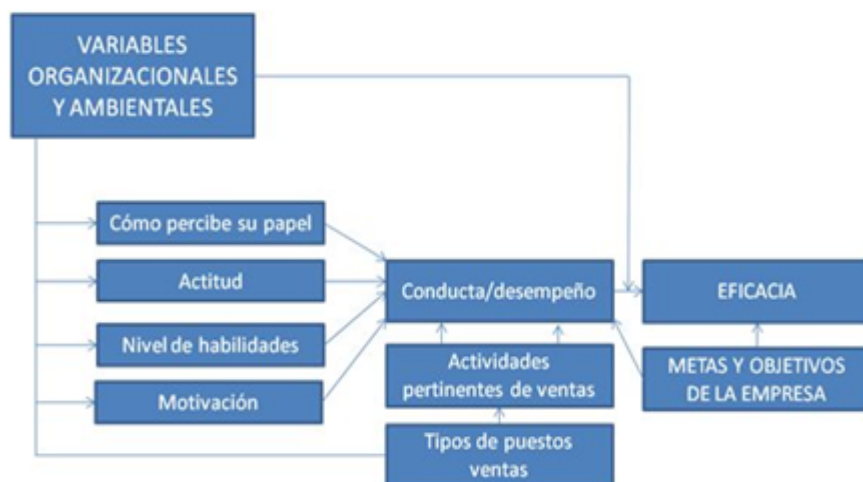 VARIABLES
ORGANIZACIONALES
Y AMBIENTALES
Cómo percibe su papel
Actitud
Nivel de habilidades
Motivación
Conducta/desempeño
EFICACIA
Actividades
pertinentes de ventas
METAS Y OBJETIVOS
DE LA EMPRESA
Tipos de puestos
ventas